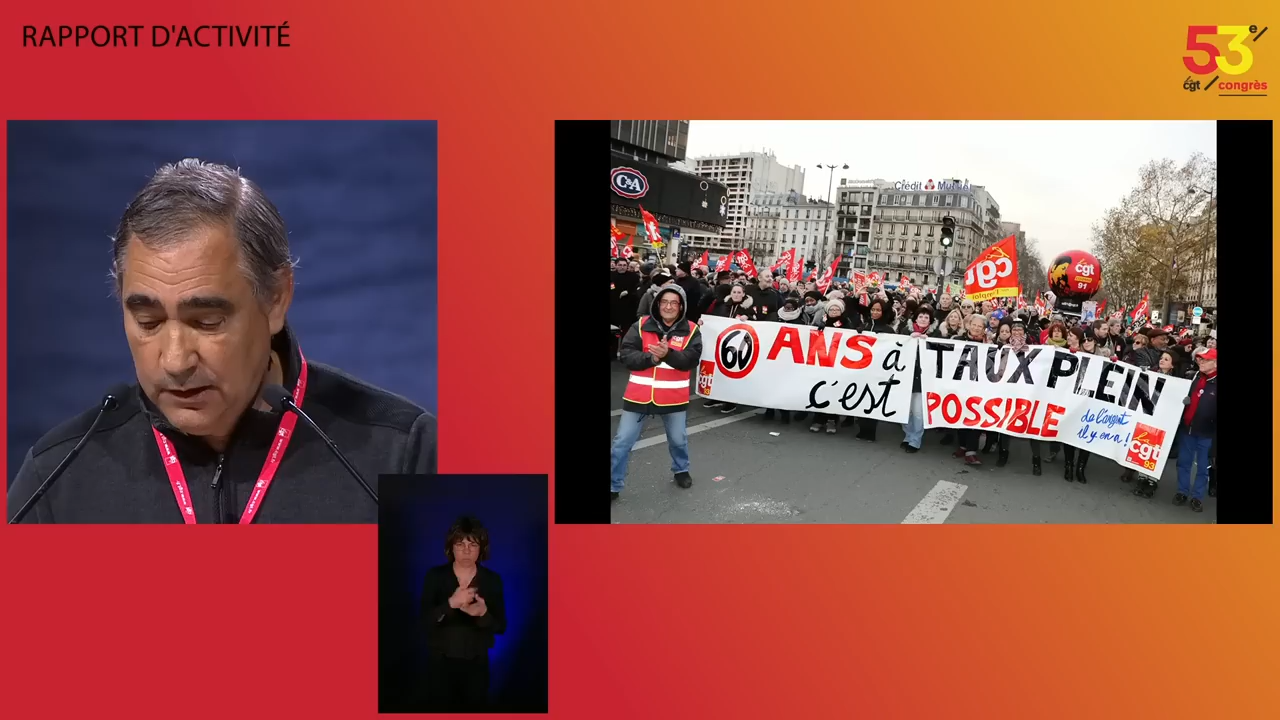 RAPPORT D'ACTIVITÉ
53e/
la cgt / congrès
C&A
Crédit Mutuel
cgt
cgt
91
60 ANS à TAUX PLEIN
c'est POSSIBLE
de l'argent
il y en a !
cgt
93